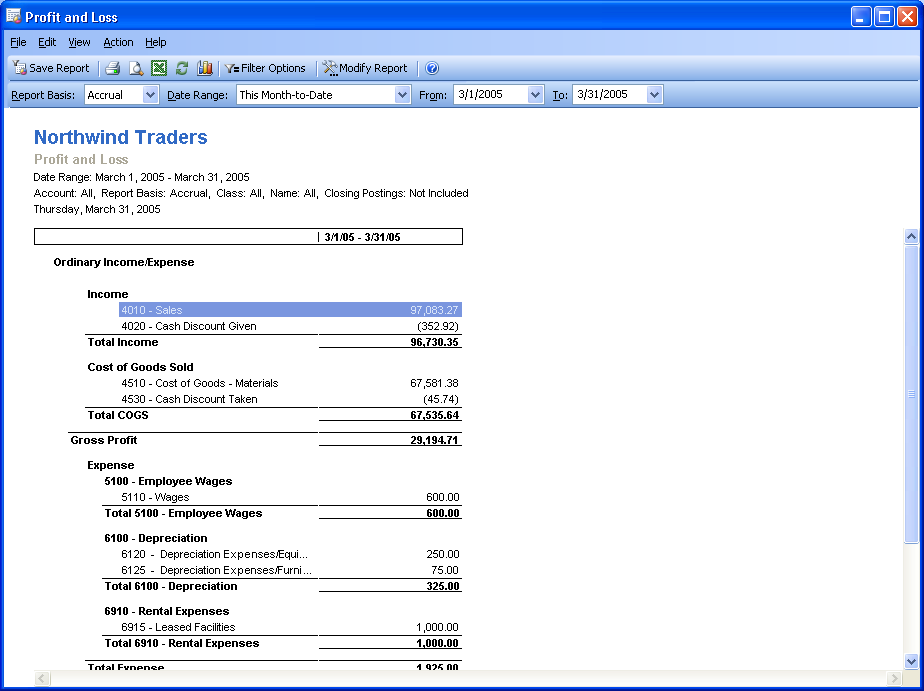 Profit and Loss
File Edit View Action Help
Save Report Filter Options Modify Report
Report Basis: Accrual Date Range: This Month-to-Date From: 3/1/2005 To: 3/31/2005
Northwind Traders
Profit and Loss
Date Range: March 1, 2005 - March 31, 2005
Account: All, Report Basis: Accrual, Class: All, Name: All, Closing Postings: Not Included
Thursday, March 31, 2005
3/1/05 - 3/31/05
Ordinary Income/Expense
Income
4010 - Sales 97,083.27
4020 - Cash Discount Given (352.92)
Total Income 96,730.35
Cost of Goods Sold
4510 - Cost of Goods - Materials 67,581.38
4530 - Cash Discount Taken (45.74)
Total COGS 67,535.64
Gross Profit 29,194.71
Expense
5100 - Employee Wages
5110 - Wages 600.00
Total 5100 - Employee Wages 600.00
6100 - Depreciation
6120 - Depreciation Expenses/Equi... 250.00
6125 - Depreciation Expenses/Furni... 75.00
Total 6100 - Depreciation 325.00
6910 - Rental Expenses
6915 - Leased Facilities 1,000.00
Total 6910 - Rental Expenses 1,000.00
Total Expense 1,925.00